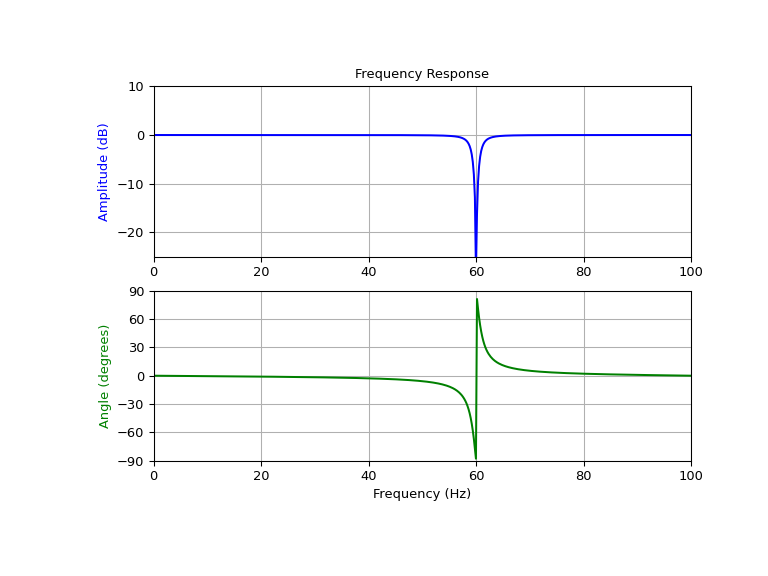 Frequency Response
Amplitude (dB)
10
0
−10
−20
0 20 40 60 80 100
Angle (degrees)
90
60
30
0
−30
−60
−90
0 20 40 60 80 100
Frequency (Hz)